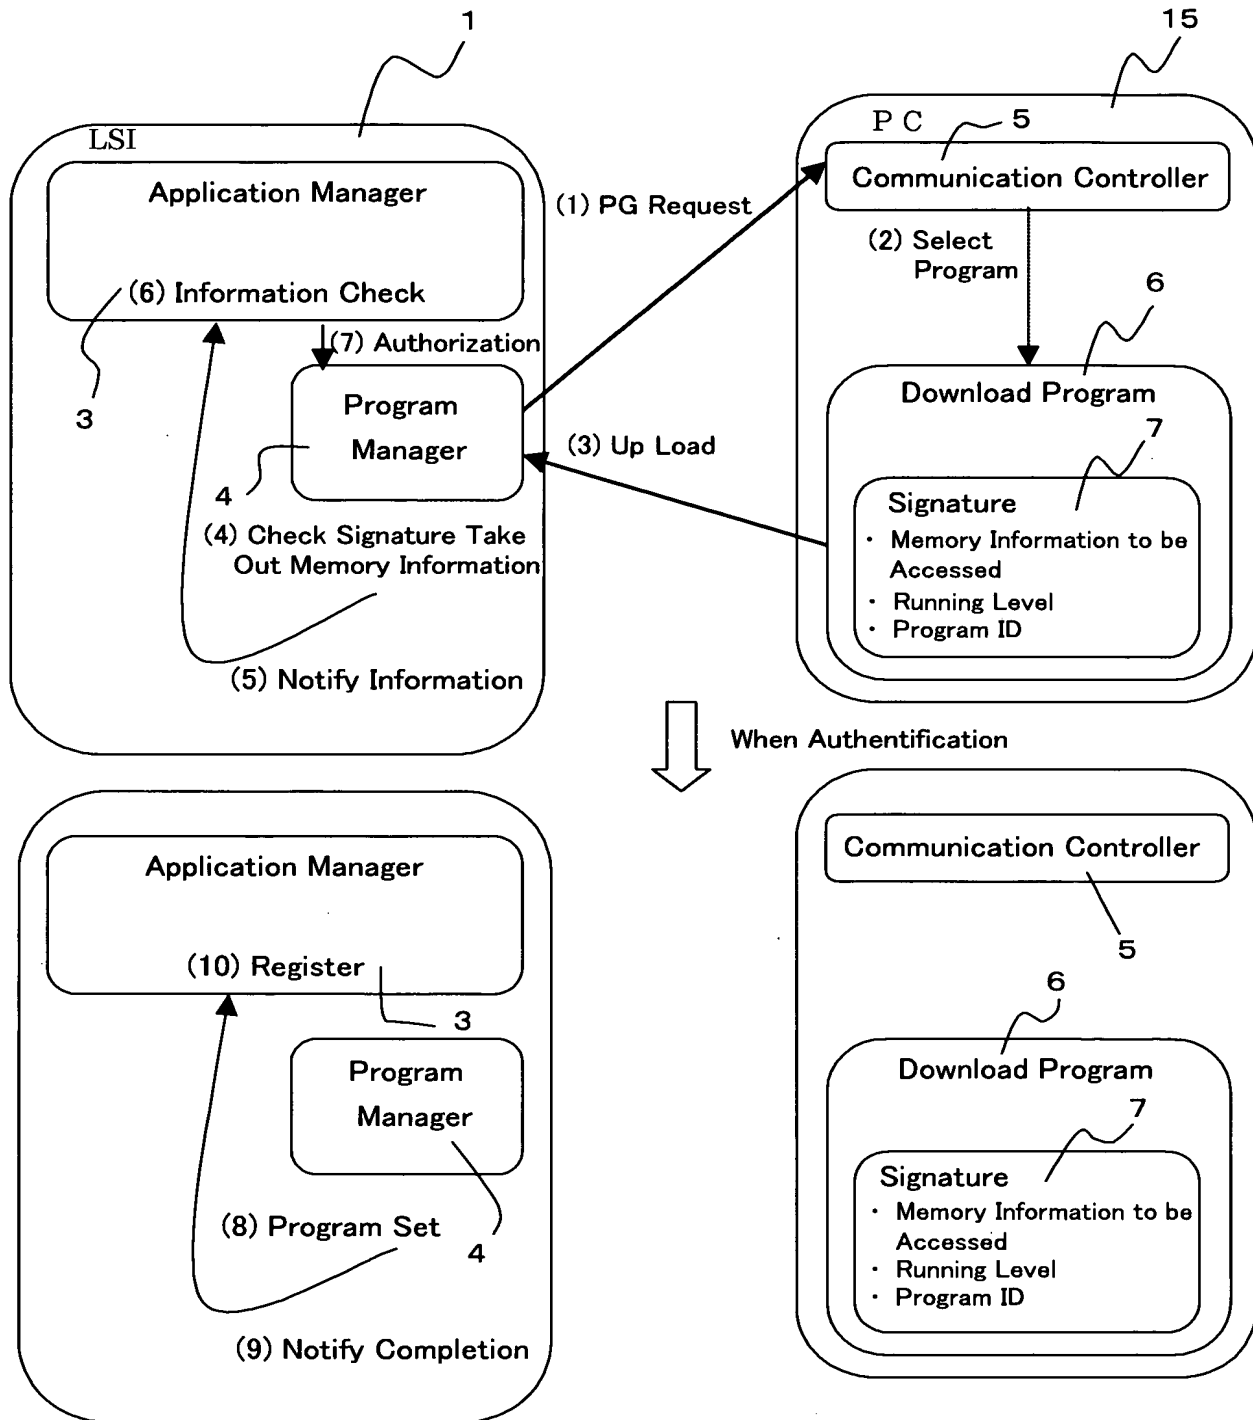 1
15
LSI
Application Manager
(6) Information Check
3
(7) Authorization
Program
Manager
4
(4) Check Signature Take
Out Memory Information
(5) Notify Information
(1) PG Request
(3) Up Load
P C
5
Communication Controller
(2) Select
Program
6
Download Program
7
Signature
· Memory Information to be
Accessed
· Running Level
· Program ID
When Authentification
Application Manager
(10) Register
3
Program
Manager
(8) Program Set
4
(9) Notify Completion
Communication Controller
5
6
Download Program
7
Signature
· Memory Information to be
Accessed
· Running Level
· Program ID